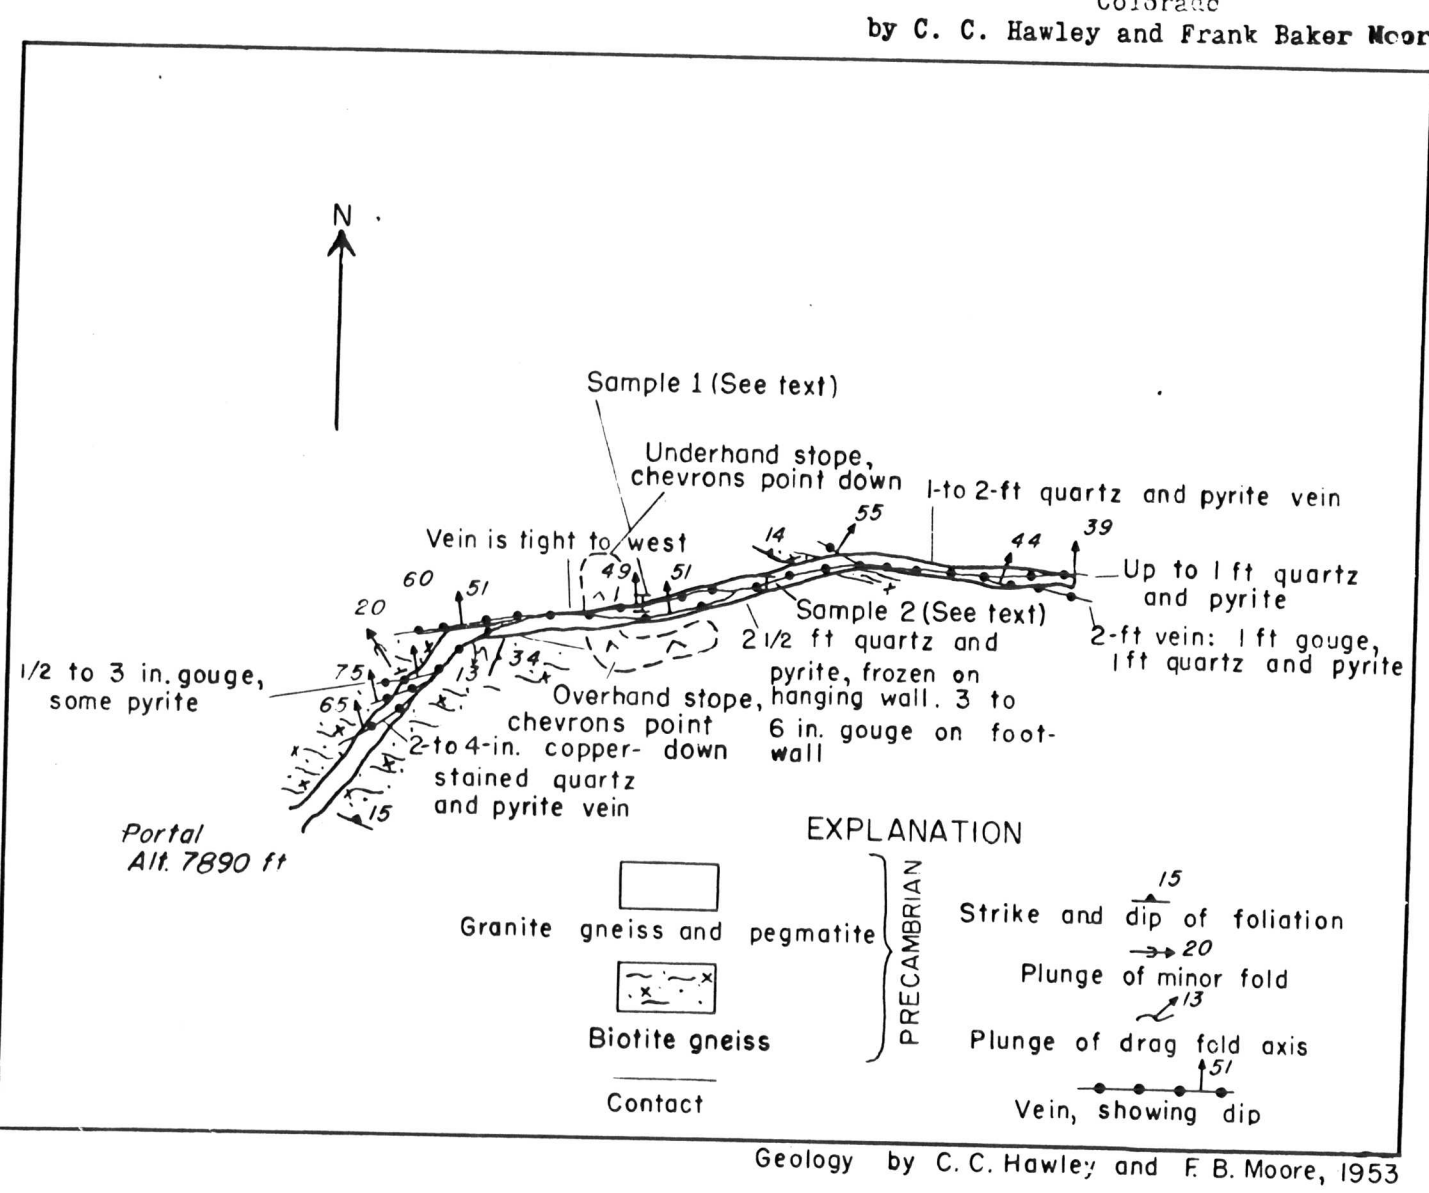 Colorado
by C. C. Hawley and Frank Baker Moor
N
Sample 1 (See text)
Underhand stope,
chevrons point down
1-to 2-ft quartz and pyrite vein
Vein is tight to west
55
14
44
39
49
51
60
51
20
Up to 1 ft quartz
and pyrite
Sample 2 (See text)
2-ft vein: 1 ft gouge,
1 ft quartz and pyrite
2 1/2 ft quartz and
pyrite, frozen on
hanging wall. 3 to
6 in. gouge on foot-
wall
1/2 to 3 in. gouge,
some pyrite
75
65
13
34
Overhand stope,
chevrons point
down
2-to 4-in. copper-
stained quartz
and pyrite vein
15
Portal
Alt. 7890 ft
EXPLANATION
Granite gneiss and pegmatite
Biotite gneiss
Contact
PRECAMBRIAN
15
Strike and dip of foliation
20
Plunge of minor fold
13
Plunge of drag fold axis
51
Vein, showing dip
Geology by C. C. Hawley and F. B. Moore, 1953